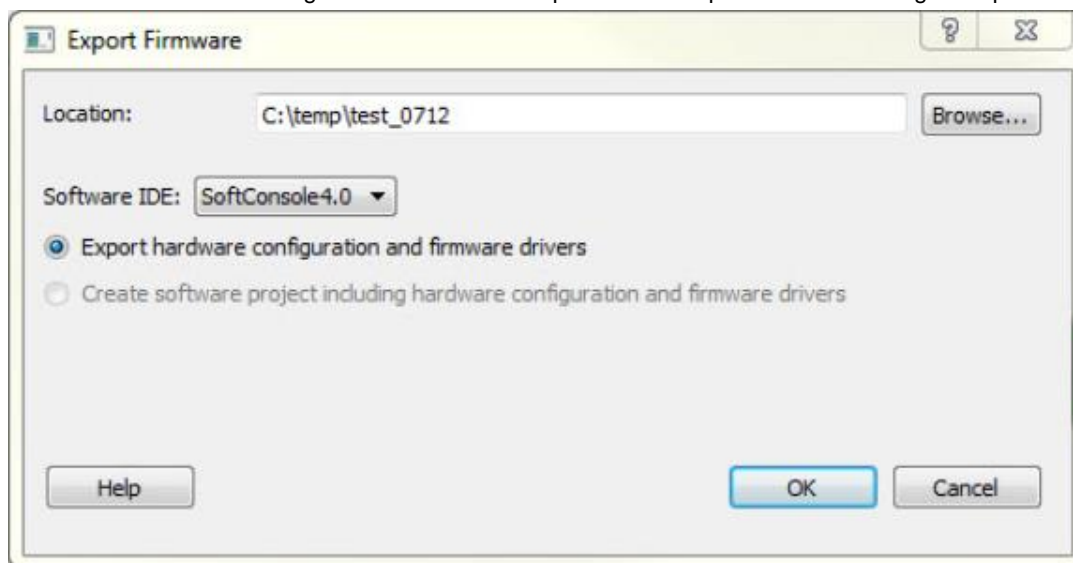 Export Firmware
Location: C:\temp\test_0712 Browse...
Software IDE: SoftConsole4.0
Export hardware configuration and firmware drivers
Create software project including hardware configuration and firmware drivers
Help OK Cancel